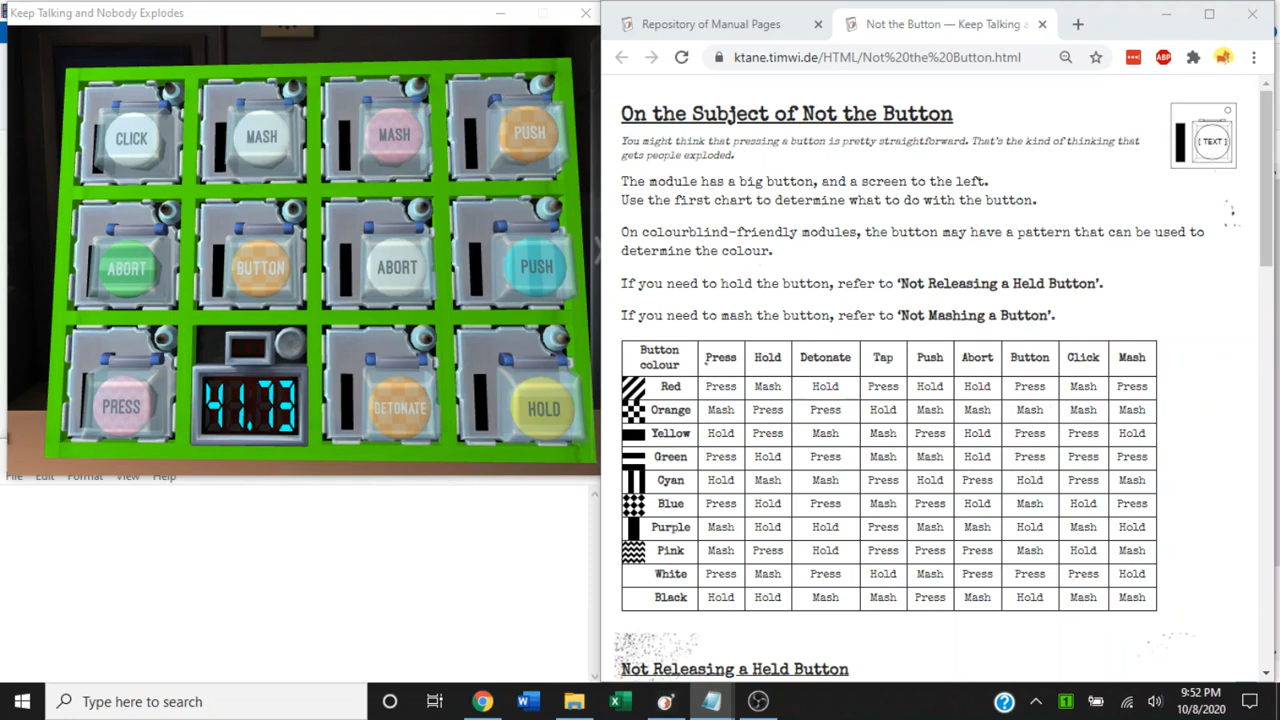 Keep Talking and Nobody Explodes
CLICK
MASH
MASH
PUSH
ABORT
BUTTON
ABORT
PUSH
PRESS
41.73
DETONATE
HOLD
File Edit Format View Help
Repository of Manual Pages
Not the Button — Keep Talking a
ktane.timwi.de/HTML/Not%20the%20Button.html
ABP
On the Subject of Not the Button
You might think that pressing a button is pretty straightforward. That's the kind of thinking that
gets people exploded.
[ TEXT ]
The module has a big button, and a screen to the left.
Use the first chart to determine what to do with the button.
On colourblind-friendly modules, the button may have a pattern that can be used to
determine the colour.
If you need to hold the button, refer to ‘Not Releasing a Held Button’.
If you need to mash the button, refer to ‘Not Mashing a Button’.
Button colour Press Hold Detonate Tap Push Abort Button Click Mash
Red Press Mash Hold Press Hold Hold Press Mash Press
Orange Mash Press Press Hold Mash Mash Mash Press Mash
Yellow Hold Press Mash Mash Press Hold Press Press Hold
Green Press Hold Press Mash Mash Press Hold Press Press
Cyan Hold Mash Mash Press Hold Press Hold Press Mash
Blue Mash Hold Press Mash Press Hold Mash Hold Press
Purple Mash Hold Hold Press Mash Mash Hold Mash Hold
Pink Mash Press Hold Press Press Press Mash Hold Mash
White Press Mash Press Hold Mash Press Press Press Hold
Black Hold Hold Mash Mash Press Mash Hold Mash Mash
Not Releasing a Held Button
Type here to search
9:52 PM
10/8/2020